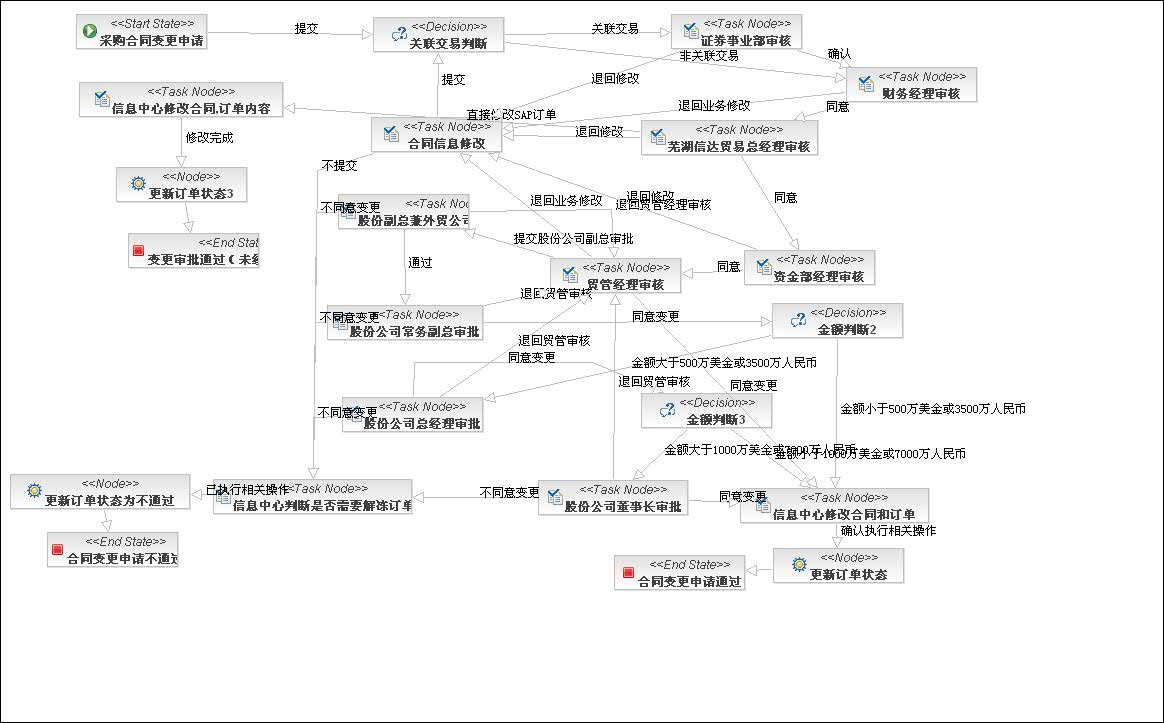 <<Start State>>
采购合同变更申请
提交
<<Decision>>
关联交易判断
关联交易
<<Task Node>>
证券事业部审核
非关联交易
确认
<<Task Node>>
信息中心修改合同,订单内容
提交
退回修改
<<Task Node>>
财务经理审核
直接修改SAP订单
退回业务修改
同意
修改完成
<<Task Node>>
合同信息修改
退回修改
<<Task Node>>
芜湖信达贸易总经理审核
不提交
<<Node>>
更新订单状态3
不同意变更
<<Task No
股份副总兼外贸公司
退回业务修改
退回修改
退回贸管经理审核
同意
<<End Stat
变更审批通过（未经
通过
提交股份公司副总审批
<<Task Node>>
贸管经理审核
同意
<<Task Node>>
资金部经理审核
退回贸管审核
不同意变更
<<Task Node>>
股份公司常务副总审批
同意变更
<<Decision>>
金额判断2
退回贸管审核
同意变更
金额大于500万美金或3500万人民币
退回贸管审核
同意变更
不同意变更
<<Task Node>>
股份公司总经理审批
<<Decision>>
金额判断3
金额小于500万美金或3500万人民币
金额大于1000万美金或7000万人民币
金额小于1000万美金或7000万人民币
<<Node>>
更新订单状态为不通过
已执行相关操作
<<Task Node>>
信息中心判断是否需要解冻订单
不同意变更
<<Task Node>>
股份公司董事长审批
同意变更
<<Task Node>>
信息中心修改合同和订单
确认执行相关操作
<<End State>>
合同变更申请不通过
<<End State>>
合同变更申请通过
<<Node>>
更新订单状态